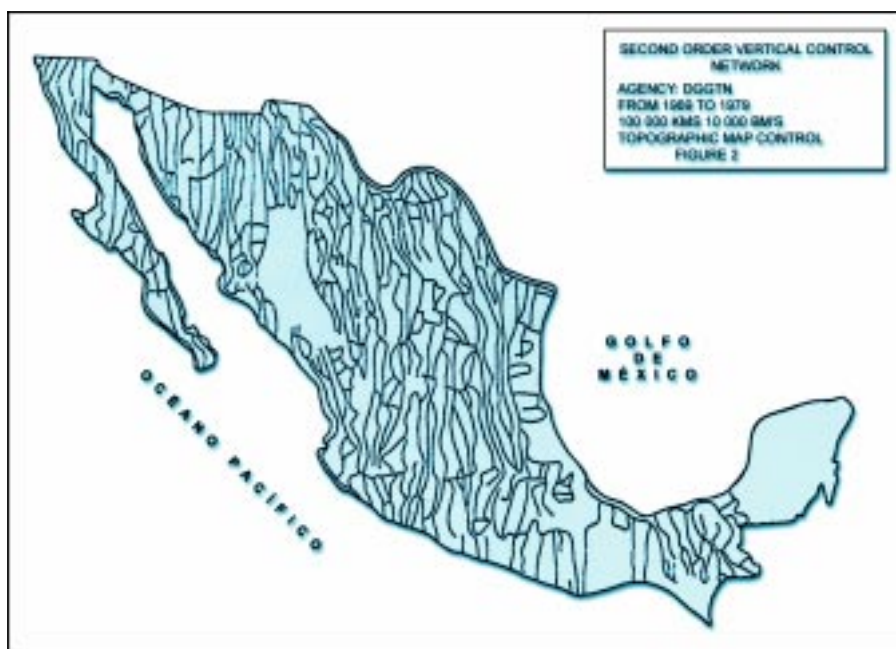 SECOND ORDER VERTICAL CONTROL
NETWORK
AGENCY: DGGTN
FROM 1969 TO 1979
100 000 KMS 10 000 BM'S
TOPOGRAPHIC MAP CONTROL
FIGURE 2
GOLFO
DE
MÉXICO
OCEANO PACÍFICO